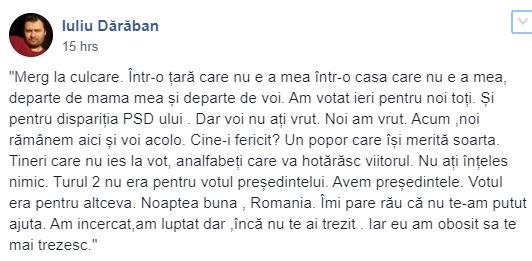 Iuliu Dărăban
15 hrs
"Merg la culcare. Într-o țară care nu e a mea într-o casa care nu e a mea,
departe de mama mea și departe de voi. Am votat ieri pentru noi toți. Și
pentru dispariția PSD ului . Dar voi nu ați vrut. Noi am vrut. Acum ,noi
rămânem aici și voi acolo. Cine-i fericit? Un popor care își merită soarta.
Tineri care nu ies la vot, analfabeți care va hotărăsc viitorul. Nu ați înțeles
nimic. Turul 2 nu era pentru votul președintelui. Avem președintele. Votul
era pentru altceva. Noaptea buna , Romania. Îmi pare rău că nu te-am putut
ajuta. Am incercat,am luptat dar ,încă nu te ai trezit . Iar eu am obosit sa te
mai trezesc."